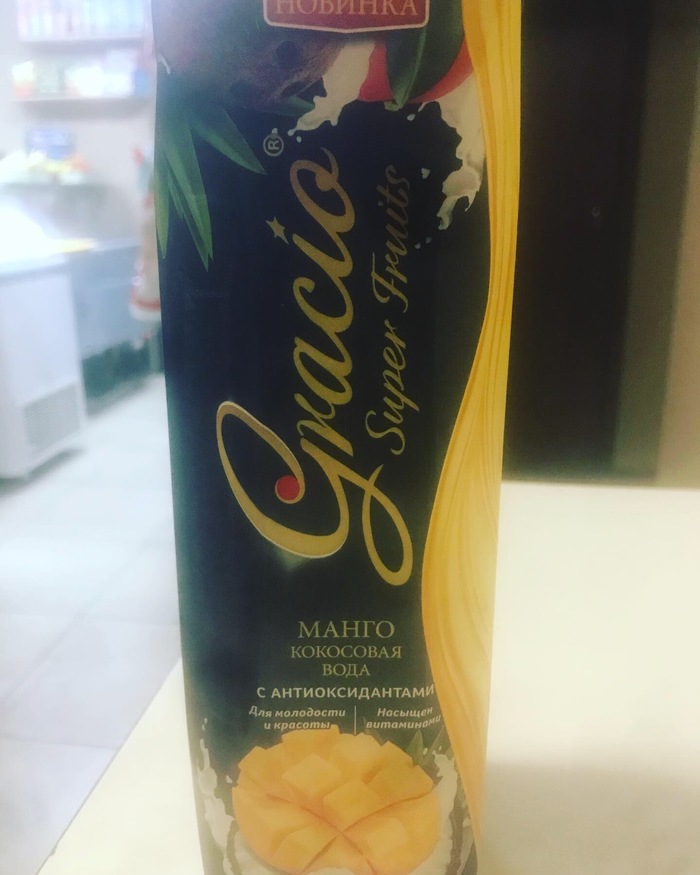 НОВИНКА
Gracio®
Super Fruits
МАНГО
КОКОСОВАЯ
ВОДА
С АНТИОКСИДАНТАМИ
Для молодости
и красоты
Насыщен
витаминами